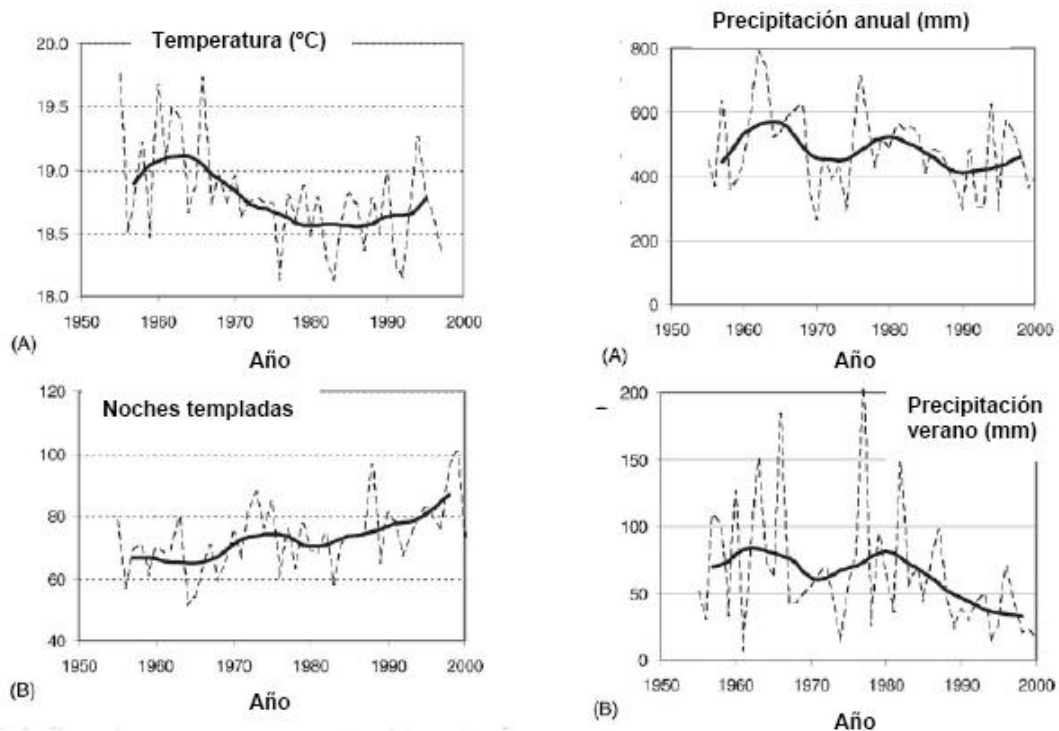 Temperatura (°C)
20.0
19.5
19.0
18.5
18.0
1950 1960 1970 1980 1990 2000
(A)
Año
Precipitación anual (mm)
800
600
400
200
0
1950 1960 1970 1980 1990 2000
(A)
Año
Noches templadas
120
100
80
60
40
1950 1960 1970 1980 1990 2000
(B)
Año
Precipitación
verano (mm)
200
150
100
50
0
1950 1960 1970 1980 1990 2000
(B)
Año